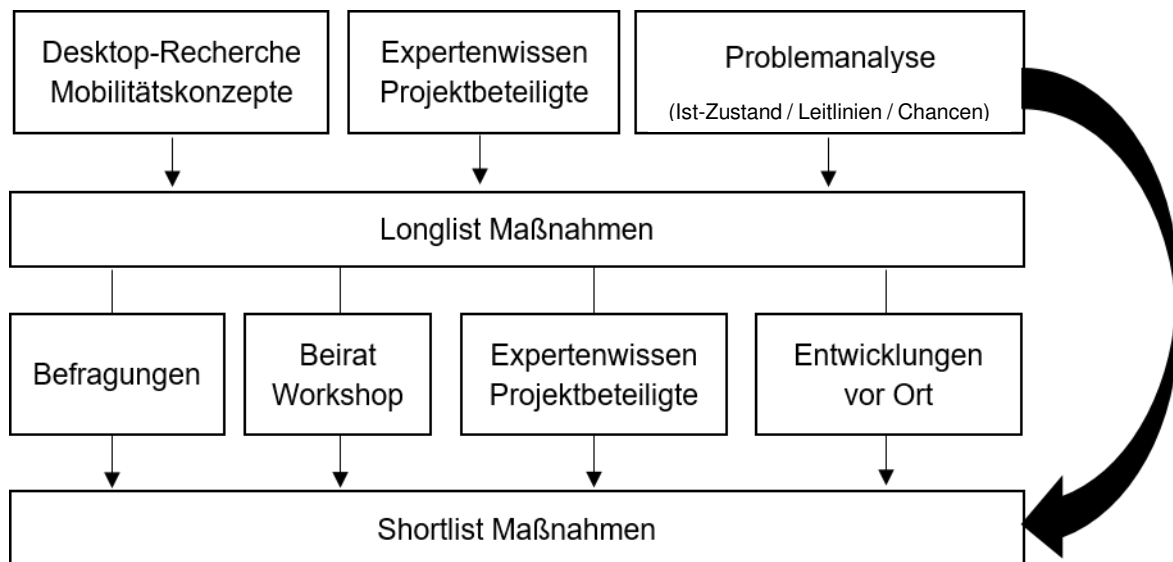 Desktop-Recherche
Mobilitätskonzepte
Expertenwissen
Projektbeteiligte
Problemanalyse
(Ist-Zustand / Leitlinien / Chancen)
Longlist Maßnahmen
Befragungen
Beirat
Workshop
Expertenwissen
Projektbeteiligte
Entwicklungen
vor Ort
Shortlist Maßnahmen